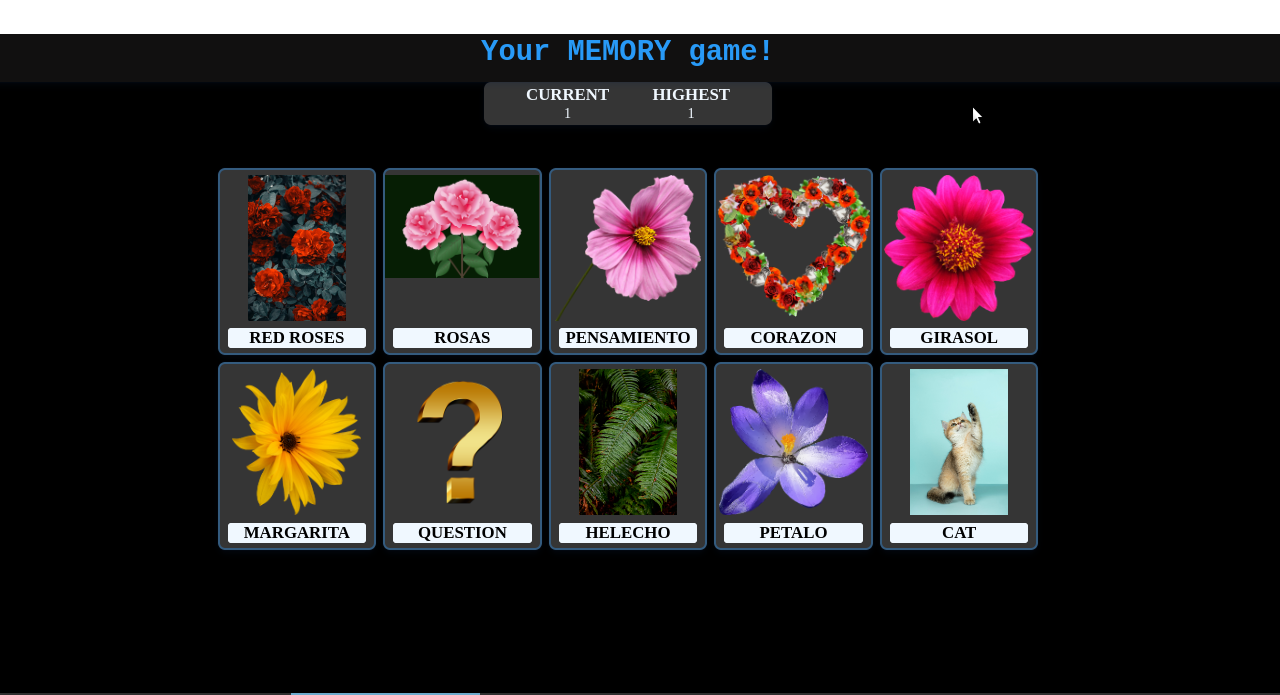 Your MEMORY game!
CURRENT HIGHEST
1 1
RED ROSES ROSAS PENSAMIENTO CORAZON GIRASOL
MARGARITA QUESTION HELECHO PETALO CAT